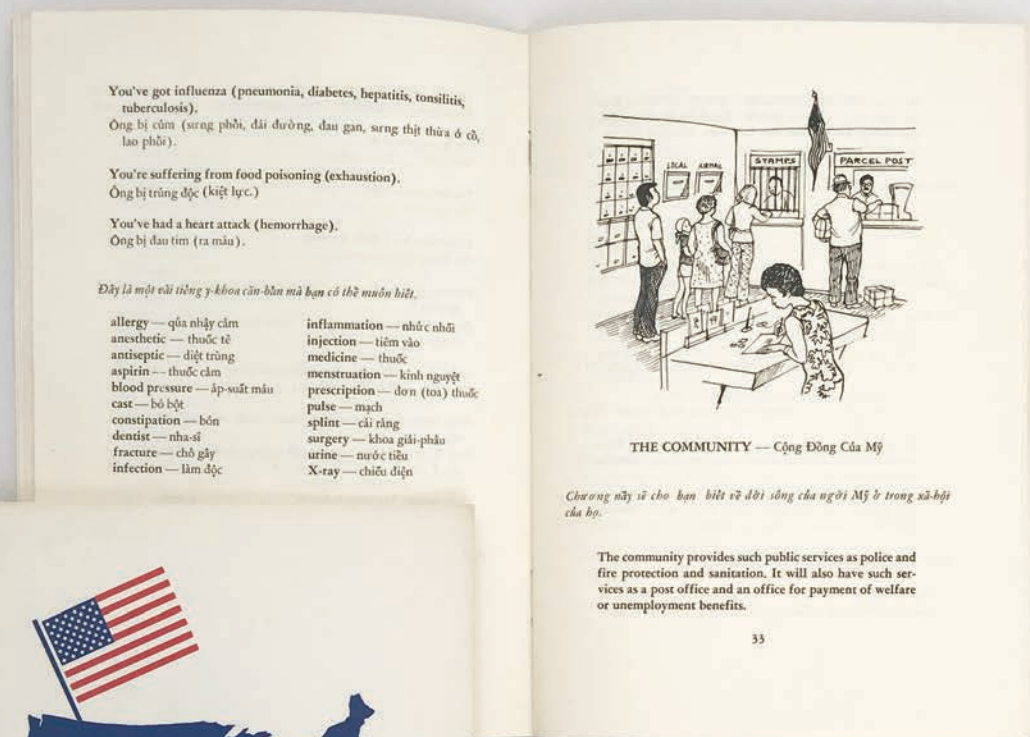 You've got influenza (pneumonia, diabetes, hepatitis, tonsilitis,
tuberculosis).
Ông bị cúm (sưng phổi, đái đường, đau gan, sưng thịt thừa ở cổ,
lao phổi).
You're suffering from food poisoning (exhaustion).
Ông bị trúng độc (kiệt lực.)
You've had a heart attack (hemorrhage).
Ông bị đau tim (ra máu).
Đây là một vài tiếng y-khoa căn-bản mà bạn có thể muốn biết.
allergy — qủa nhậy cảm
anesthetic — thuốc tê
antiseptic — diệt trùng
aspirin — thuốc cảm
blood pressure — áp-suất máu
cast — bó bột
constipation — bón
dentist — nha-sĩ
fracture — chỗ gẫy
infection — làm độc
inflammation — nhức nhối
injection — tiêm vào
medicine — thuốc
menstruation — kinh nguyệt
prescription — đơn (toa) thuốc
pulse — mạch
splint — cái răng
surgery — khoa giải-phẫu
urine — nước tiểu
X-ray — chiếu điện
LOCAL
AIRMAIL
STAMPS
PARCEL POST
THE COMMUNITY — Cộng Đồng Của Mỹ
Chương nầy sẽ cho bạn biết về đời sống của người Mỹ ở trong xã-hội
của họ.
The community provides such public services as police and
fire protection and sanitation. It will also have such ser-
vices as a post office and an office for payment of welfare
or unemployment benefits.
33